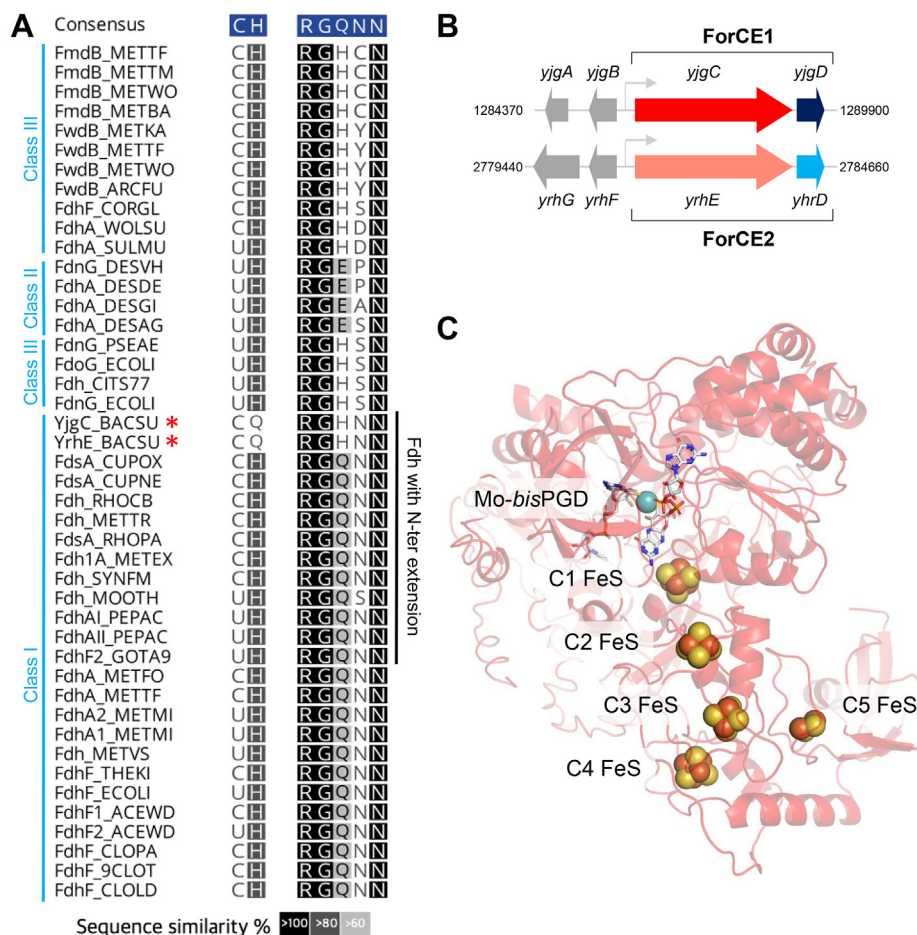 A
Consensus C H R G Q N N
FmdB_METTF C H R G H C N
FmdB_METTM C H R G H C N
FmdB_METWO C H R G H C N
FmdB_METBA C H R G H C N
FwdB_METKA C H R G H Y N
FwdB_METTF C H R G H Y N
FwdB_METWO C H R G H Y N
FwdB_ARCFU C H R G H Y N
FdhF_CORGL C H R G H S N
FdhA_WOLSU C H R G H D N
FdhA_SULMU U H R G H D N
Class III
FdnG_DESVH U H R G E P N
FdhA_DESDE U H R G E P N
FdhA_DESGI U H R G E A N
FdhA_DESAG U H R G E S N
Class II
FdnG_PSEAE U H R G H S N
FdoG_ECOLI U H R G H S N
Fdh_CITS77 U H R G H S N
FdnG_ECOLI U H R G H S N
Class III
YjgC_BACSU * C Q R G H N N
YrhE_BACSU * C Q R G H N N
FdsA_CUPOX C H R G Q N N
FdsA_CUPNE C H R G Q N N
Fdh_RHOCB C H R G Q N N
Fdh_METTR C H R G Q N N
FdsA_RHOPA C H R G Q N N
Fdh1A_METEX C H R G Q N N
Fdh_SYNFM C H R G Q N N
Fdh_MOOTH U H R G Q S N
FdhAI_PEPAC U H R G Q N N
FdhAII_PEPAC U H R G Q N N
FdhF2_GOTA9 U H R G Q N N
Fdh with N-ter extension
FdhA_METFO C H R G Q N N
FdhA_METTF C H R G Q N N
FdhA2_METMI U H R G Q N N
FdhA1_METMI U H R G Q N N
Fdh_METVS U H R G Q N N
FdhF_THEKI C H R G Q N N
FdhF_ECOLI U H R G Q N N
FdhF1_ACEWD C H R G Q N N
FdhF2_ACEWD U H R G Q N N
FdhF_CLOPA C H R G Q N N
FdhF_9CLOT C H R G Q N N
FdhF_CLOLD C H R G Q N N
Class I
Sequence similarity % >100 >80 >60
B
ForCE1
yjgA yjgB yjgC yjgD
1284370 1289900
2779440 2784660
yrhG yrhF yrhE yhrD
ForCE2
C
Mo-bisPGD
C1 FeS
C2 FeS
C3 FeS
C5 FeS
C4 FeS